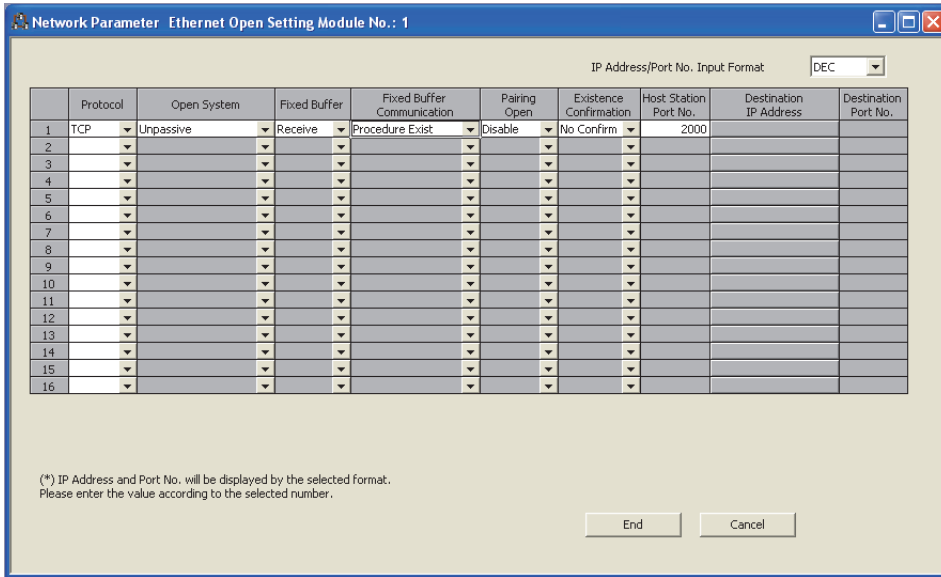 Network Parameter Ethernet Open Setting Module No.: 1
IP Address/Port No. Input Format DEC
Protocol Open System Fixed Buffer Fixed Buffer Communication Pairing Open Existence Confirmation Host Station Port No. Destination IP Address Destination Port No.
1 TCP Unpassive Receive Procedure Exist Disable No Confirm 2000
2
3
4
5
6
7
8
9
10
11
12
13
14
15
16
(*) IP Address and Port No. will be displayed by the selected format.
Please enter the value according to the selected number.
End Cancel